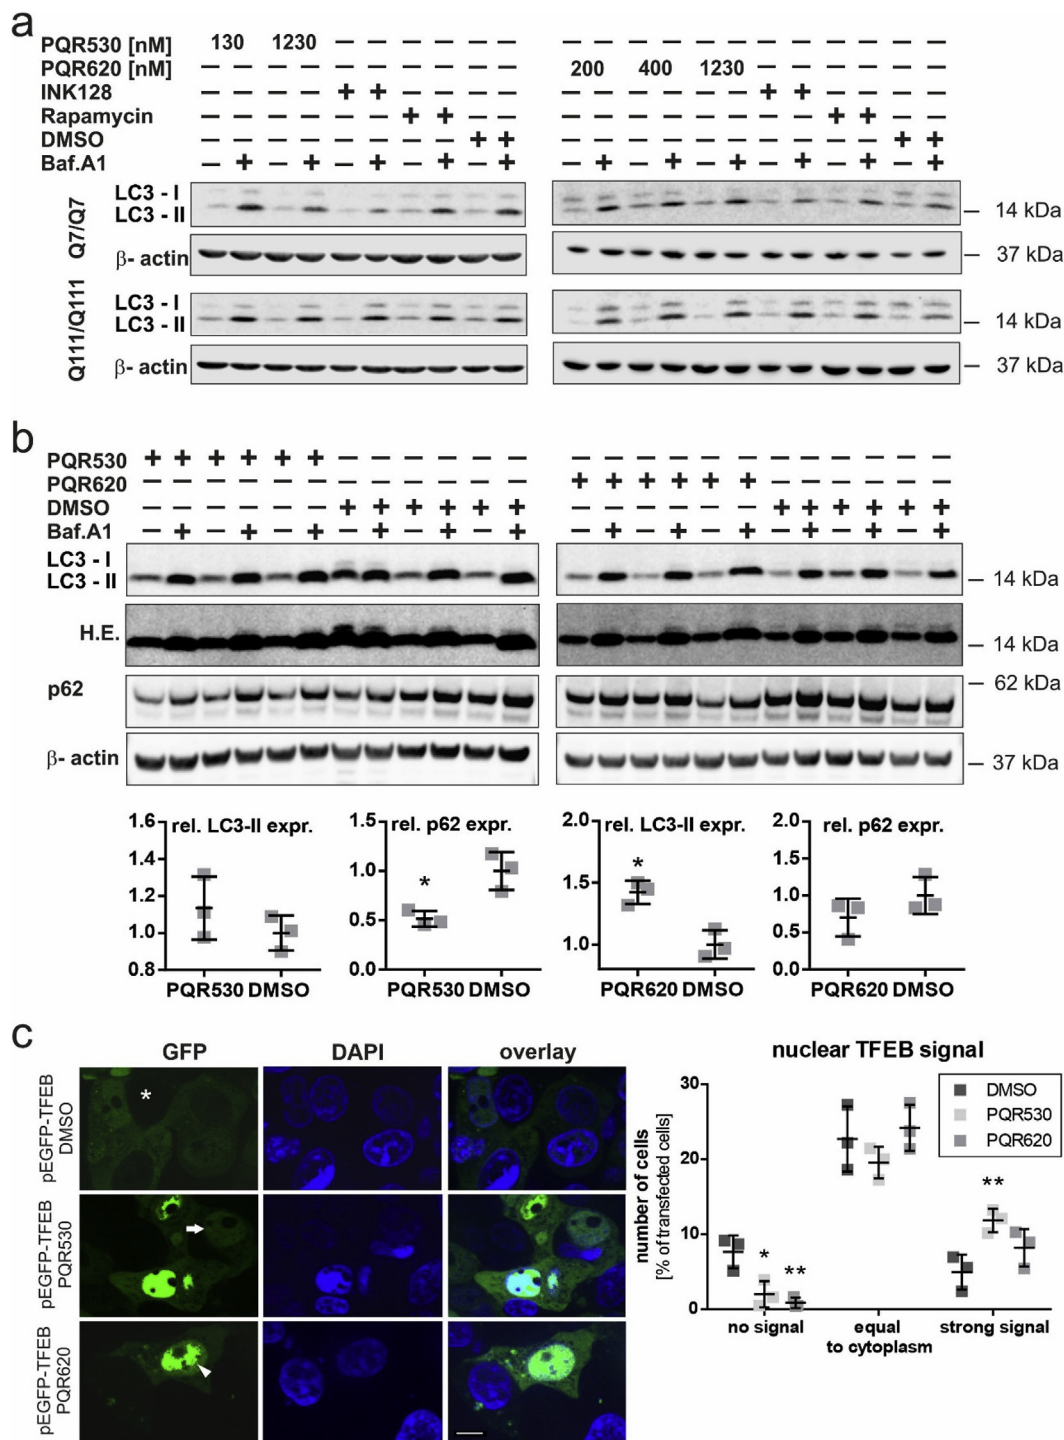 a
PQR530 [nM] 130 1230 — — — — — — — — — — — — — — — — — —
PQR620 [nM] — — — — — — — — — — 200 400 1230 — — — — — —
INK128 — — — — + + — — — — — — — — — — + + — — — —
Rapamycin — — — — — — + + — — — — — — — — — — + + — —
DMSO — — — — — — — — + + — — — — — — — — — — + +
Baf.A1 — + — + — + — + — + — + — + — + — + — + — +
Q7/Q7
LC3 - I
LC3 - II — 14 kDa
β- actin — 37 kDa
Q111/Q111
LC3 - I
LC3 - II — 14 kDa
β- actin — 37 kDa
b
PQR530 + + + + + + — — — — — — — — — — — — — — — — — —
PQR620 — — — — — — — — — — — — + + + + + + — — — — — —
DMSO — — — — — — + + + + + + — — — — — — + + + + + +
Baf.A1 — + — + — + — + — + — + — + — + — + — + — + — +
LC3 - I
LC3 - II — 14 kDa
H.E. — 14 kDa
p62 — 62 kDa
β- actin — 37 kDa
rel. LC3-II expr.
1.6
1.4
1.2
1.0
0.8
PQR530 DMSO
rel. p62 expr.
1.5
1.0
0.5
0.0
*
PQR530 DMSO
rel. LC3-II expr.
2.0
1.5
1.0
*
PQR620 DMSO
rel. p62 expr.
2.0
1.5
1.0
0.5
0.0
PQR620 DMSO
c
GFP DAPI overlay
pEGFP-TFEB
DMSO
*
pEGFP-TFEB
PQR530
pEGFP-TFEB
PQR620
nuclear TFEB signal
number of cells
[% of transfected cells]
30
20
10
0
DMSO
PQR530
PQR620
* ** **
no signal equal strong signal
to cytoplasm